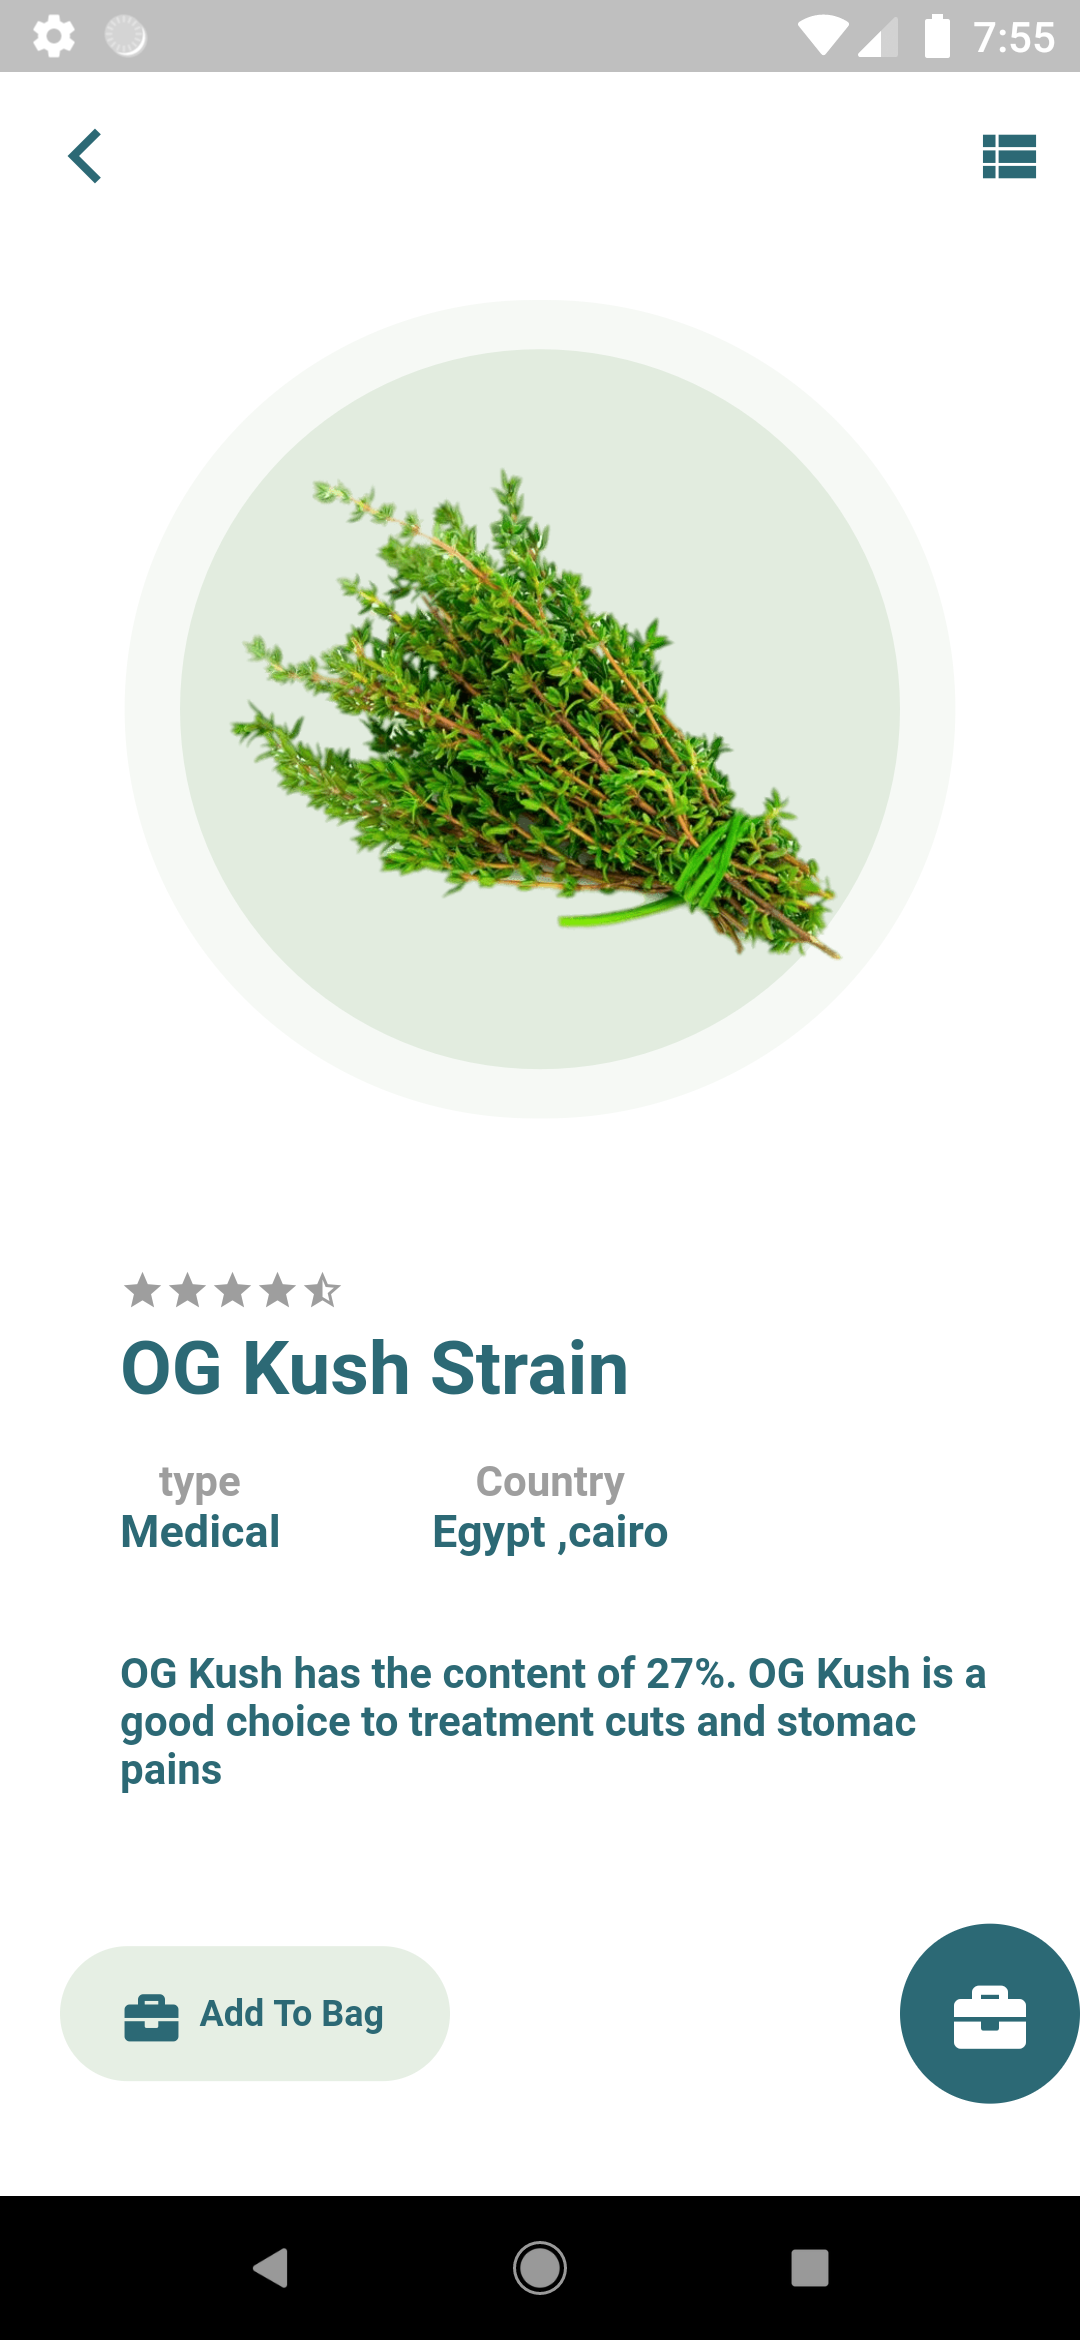 7:55
OG Kush Strain
type
Country
Medical
Egypt ,cairo
OG Kush has the content of 27%. OG Kush is a
good choice to treatment cuts and stomac
pains
Add To Bag